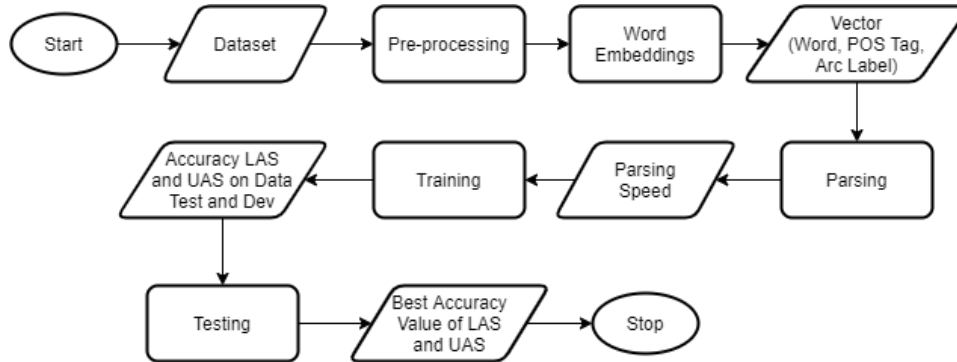 Start
Dataset
Pre-processing
Word
Embeddings
Vector
(Word, POS Tag,
Arc Label)
Accuracy LAS
and UAS on Data
Test and Dev
Training
Parsing
Speed
Parsing
Testing
Best Accuracy
Value of LAS
and UAS
Stop